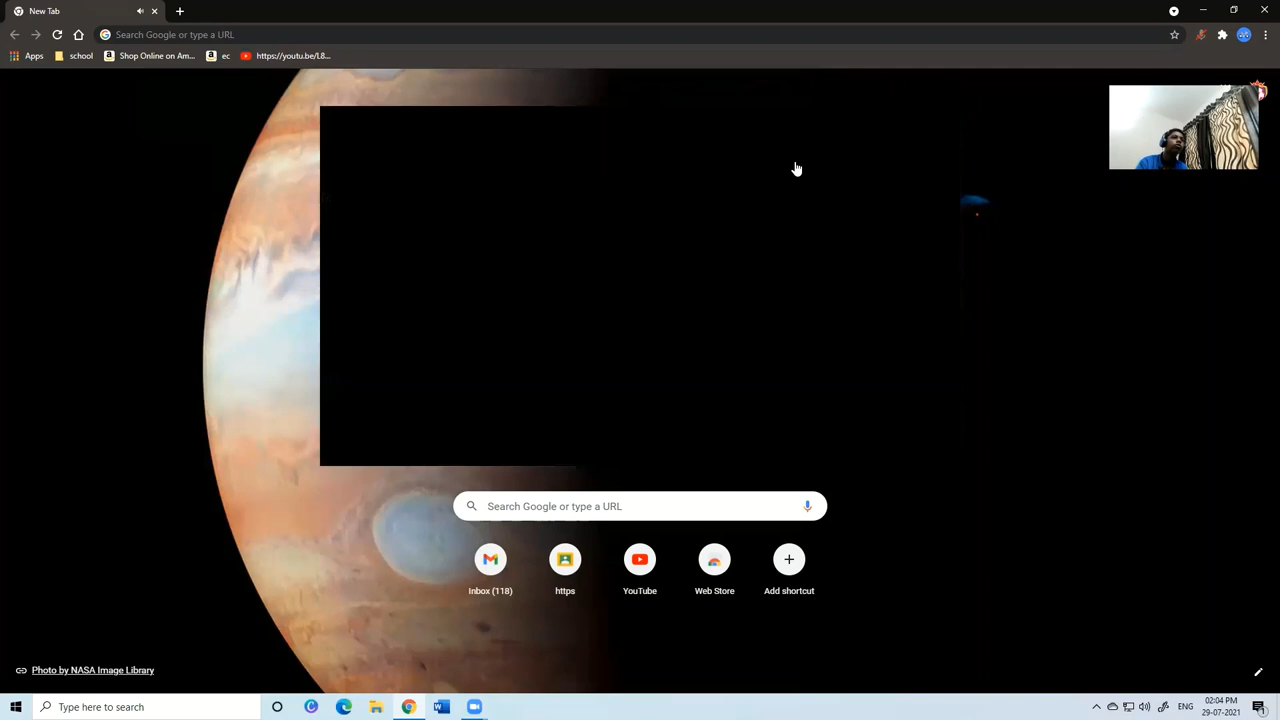 New Tab
Search Google or type a URL
Apps
school
Shop Online on Am...
ec
https://youtu.be/L8...
Search Google or type a URL
Inbox (118)
https
YouTube
Web Store
Add shortcut
Photo by NASA Image Library
Type here to search
ENG
02:04 PM
29-07-2021